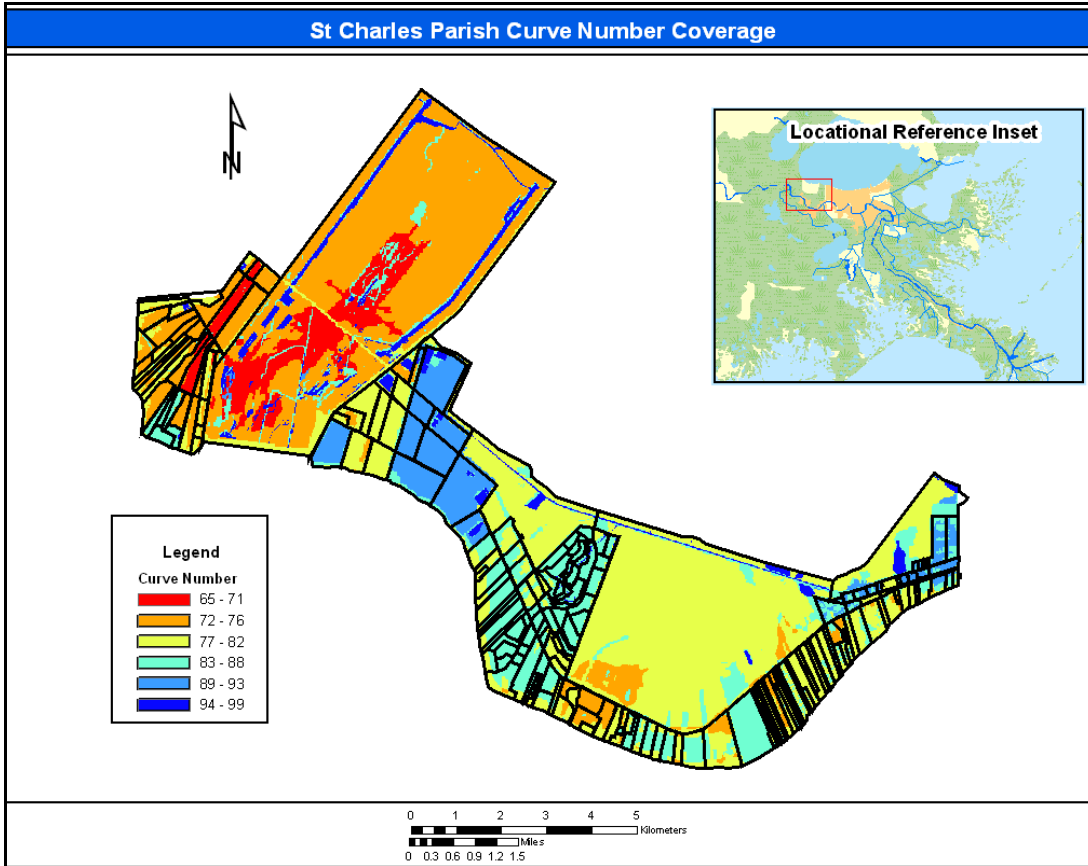 St Charles Parish Curve Number Coverage
N
Locational Reference Inset
Legend
Curve Number
65 - 71
72 - 76
77 - 82
83 - 88
89 - 93
94 - 99
0 1 2 3 4 5
Kilometers
Miles
0 0.3 0.6 0.9 1.2 1.5